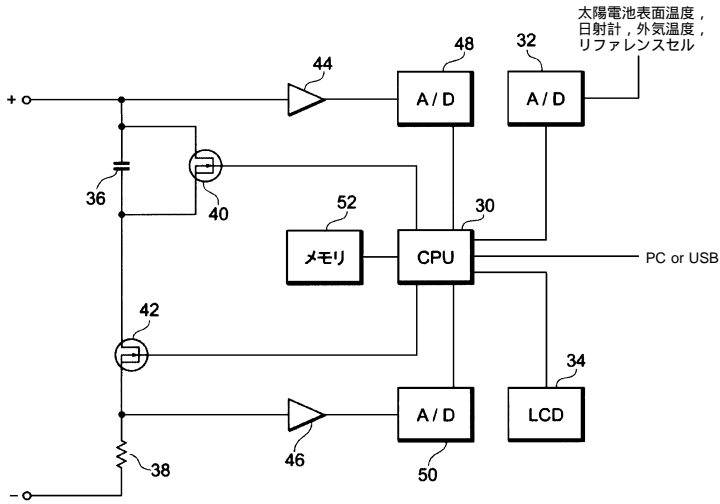 太陽電池表面温度，
日射計，外気温度，
リファレンスセル
44
48
32
+
A / D
A / D
36
40
52
30
メモリ
CPU
PC or USB
42
34
A / D
LCD
46
50
38
−